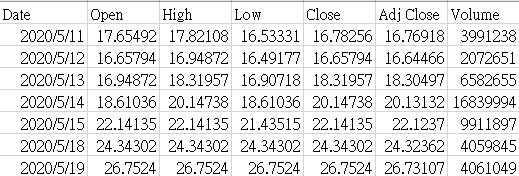 Date Open High Low Close Adj Close Volume
2020/5/11 17.65492 17.82108 16.53331 16.78256 16.76918 3991238
2020/5/12 16.65794 16.94872 16.49177 16.65794 16.64466 2072651
2020/5/13 16.94872 18.31957 16.90718 18.31957 18.30497 6582655
2020/5/14 18.61036 20.14738 18.61036 20.14738 20.13132 16839994
2020/5/15 22.14135 22.14135 21.43515 22.14135 22.1237 9911897
2020/5/18 24.34302 24.34302 24.34302 24.34302 24.32362 4059845
2020/5/19 26.7524 26.7524 26.7524 26.7524 26.73107 4061049